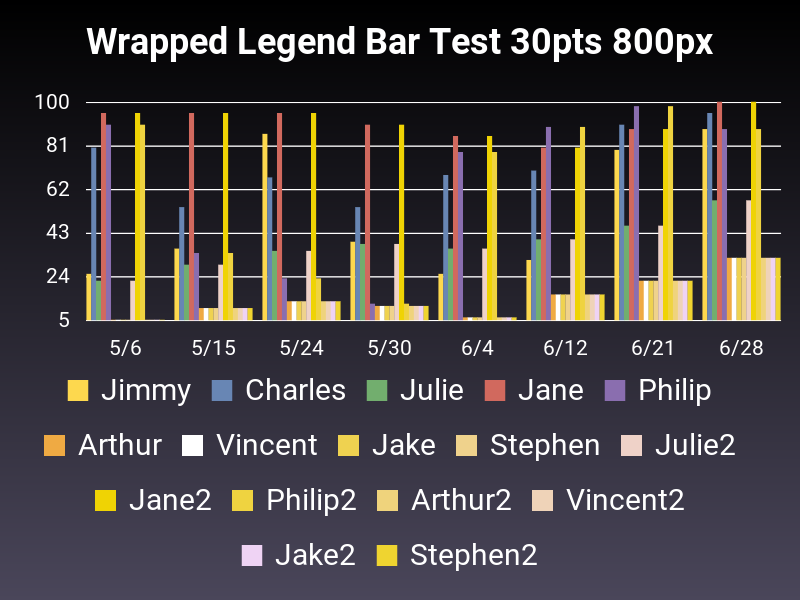 Wrapped Legend Bar Test 30pts 800px
100
81
62
43
24
5
5/6 5/15 5/24 5/30 6/4 6/12 6/21 6/28
Jimmy Charles Julie Jane Philip
Arthur Vincent Jake Stephen Julie2
Jane2 Philip2 Arthur2 Vincent2
Jake2 Stephen2